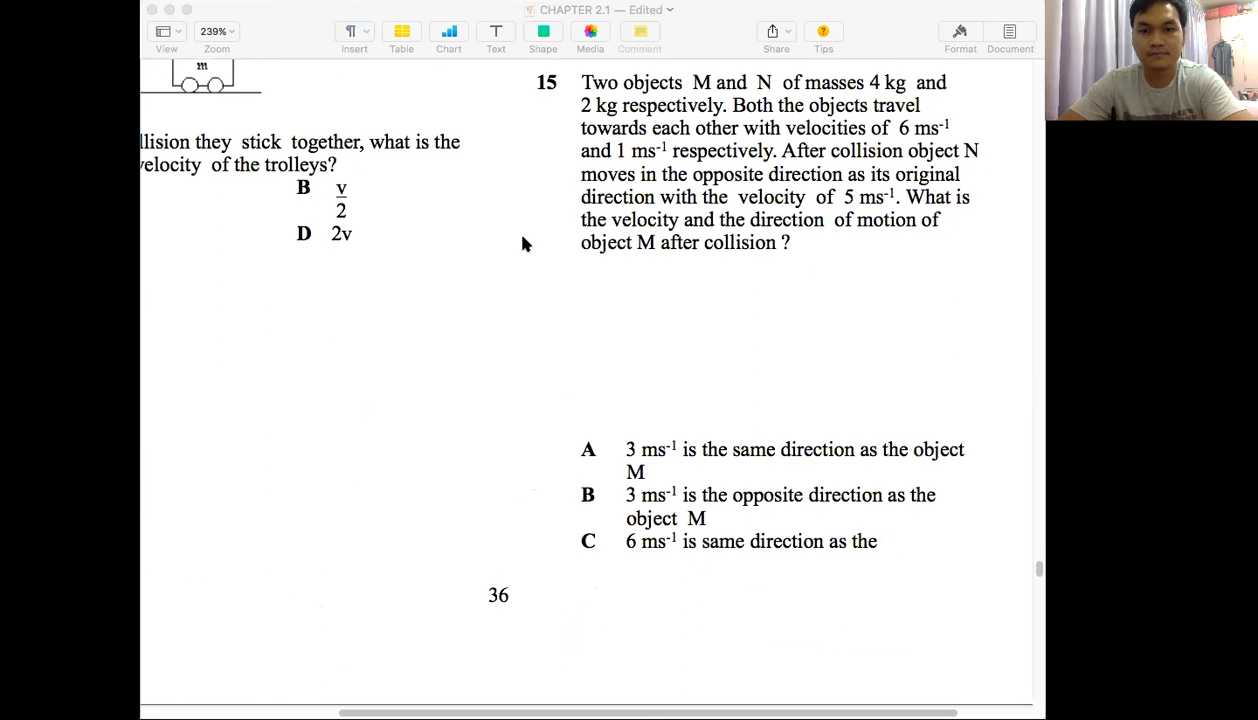 CHAPTER 2.1 — Edited
239%
View
Zoom
Insert
Table
Chart
Text
Shape
Media
Comment
Share
Tips
Format
Document
m
llision they stick together, what is the
velocity of the trolleys?
B v/2
D 2v
15 Two objects M and N of masses 4 kg and
2 kg respectively. Both the objects travel
towards each other with velocities of 6 ms⁻¹
and 1 ms⁻¹ respectively. After collision object N
moves in the opposite direction as its original
direction with the velocity of 5 ms⁻¹. What is
the velocity and the direction of motion of
object M after collision ?
A 3 ms⁻¹ is the same direction as the object
M
B 3 ms⁻¹ is the opposite direction as the
object M
C 6 ms⁻¹ is same direction as the
36